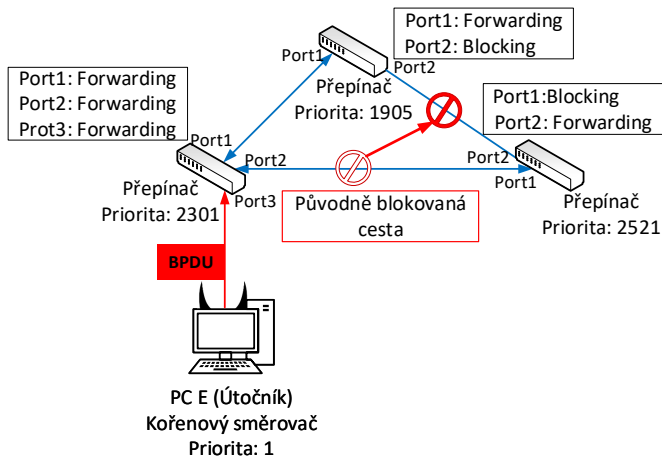 Port1: Forwarding
Port2: Blocking
Port1
Port2
Přepínač
Priorita: 1905
Port1: Forwarding
Port2: Forwarding
Prot3: Forwarding
Port1:Blocking
Port2: Forwarding
Port1
Port2
Port3
Přepínač
Priorita: 2301
Port2
Port1
Přepínač
Priorita: 2521
Původně blokovaná
cesta
BPDU
PC E (Útočník)
Kořenový směrovač
Priorita: 1